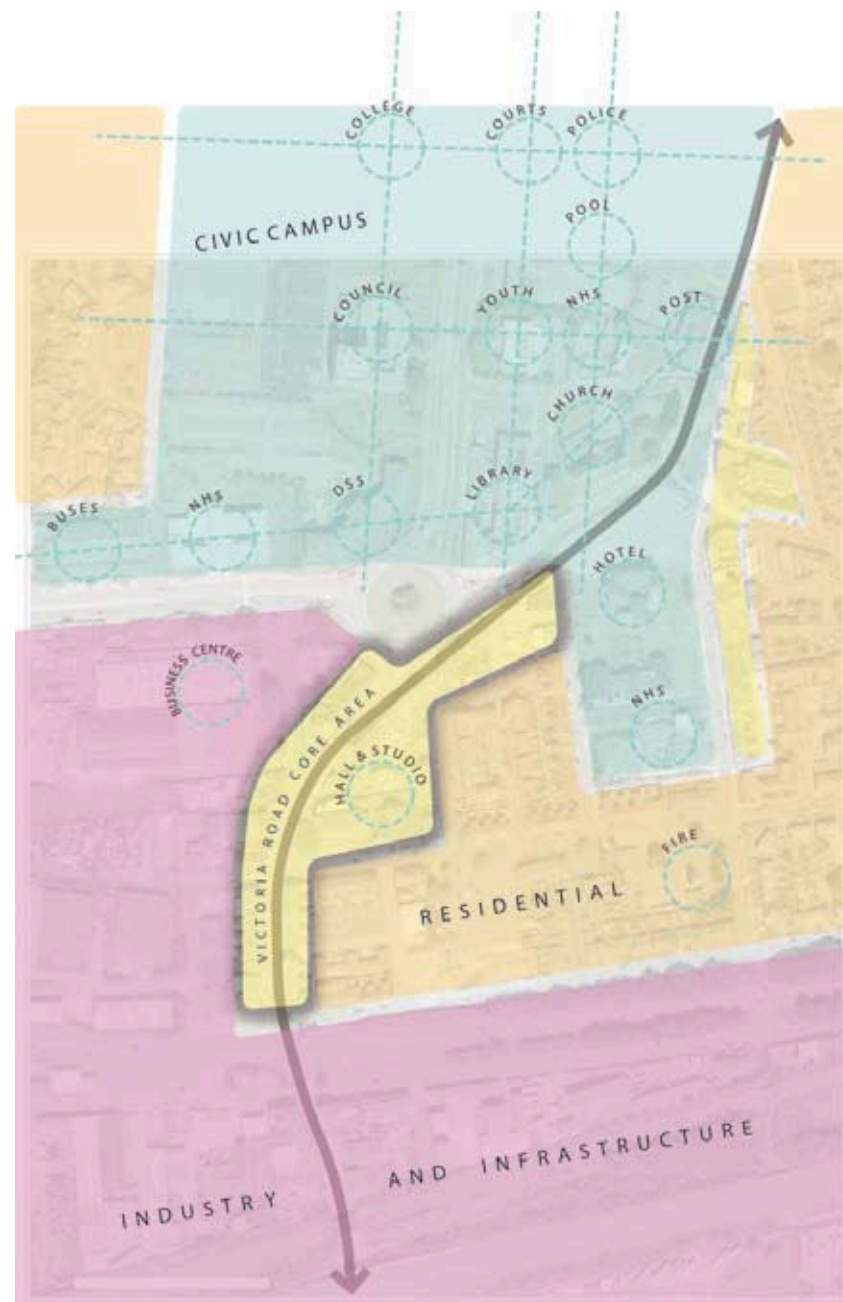 COLLEGE
COURTS
POLICE
POOL
CIVIC CAMPUS
COUNCIL
YOUTH
NHS
POST
CHURCH
BUSES
NHS
DSS
LIBRARY
HOTEL
BUSINESS CENTRE
NHS
VICTORIA ROAD CORE AREA
HALL & STUDIO
FIRE
RESIDENTIAL
INDUSTRY AND INFRASTRUCTURE